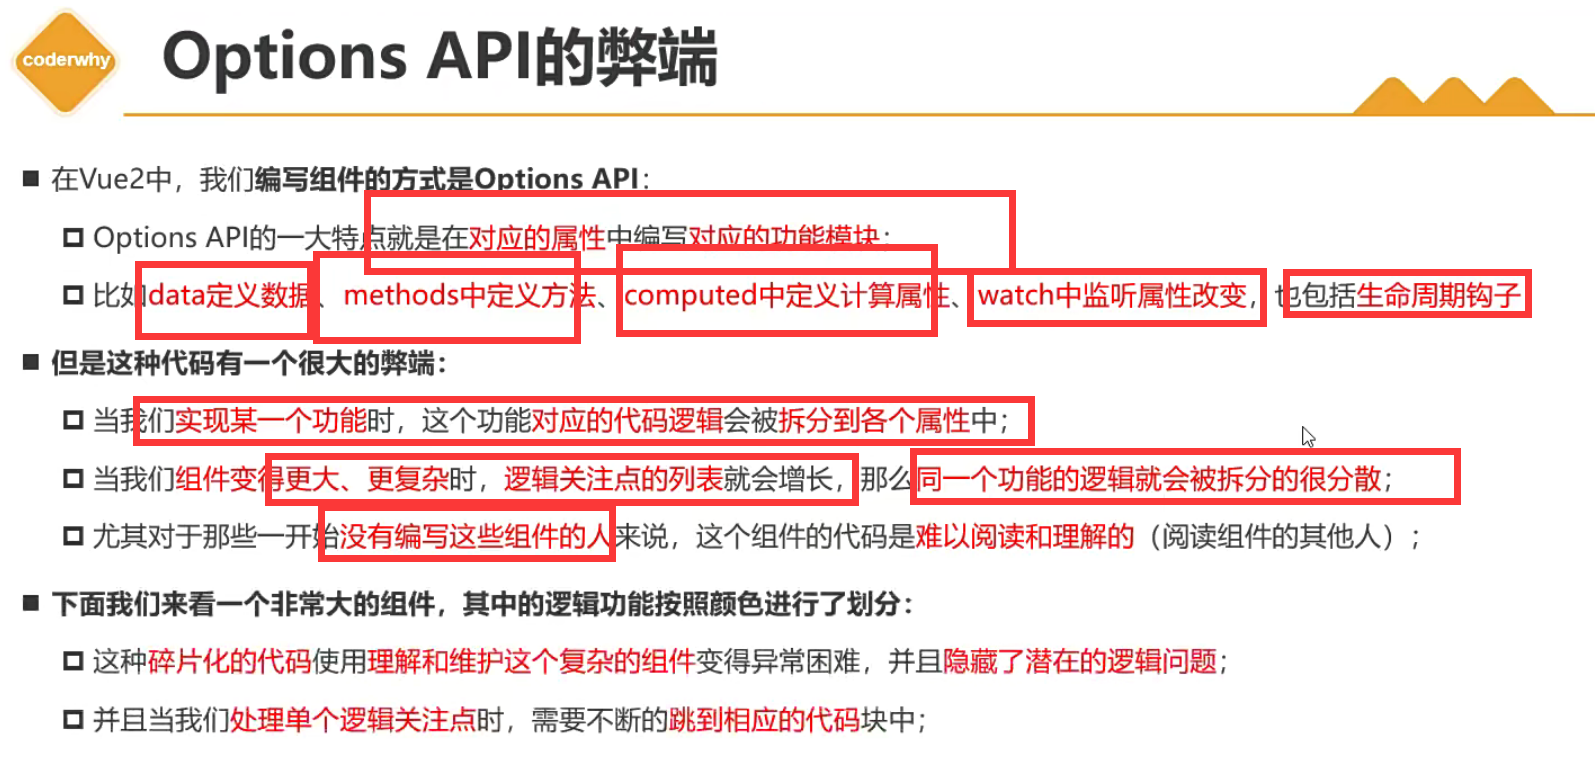 coderwhy
Options API的弊端
在Vue2中，我们编写组件的方式是Options API：
Options API的一大特点就是在对应的属性中编写对应的功能模块；
比如data定义数据、methods中定义方法、computed中定义计算属性、watch中监听属性改变，也包括生命周期钩子
但是这种代码有一个很大的弊端：
当我们实现某一个功能时，这个功能对应的代码逻辑会被拆分到各个属性中；
当我们组件变得更大、更复杂时，逻辑关注点的列表就会增长，那么同一个功能的逻辑就会被拆分的很分散；
尤其对于那些一开始没有编写这些组件的人来说，这个组件的代码是难以阅读和理解的（阅读组件的其他人）；
下面我们来看一个非常大的组件，其中的逻辑功能按照颜色进行了划分：
这种碎片化的代码使用理解和维护这个复杂的组件变得异常困难，并且隐藏了潜在的逻辑问题；
并且当我们处理单个逻辑关注点时，需要不断的跳到相应的代码块中；